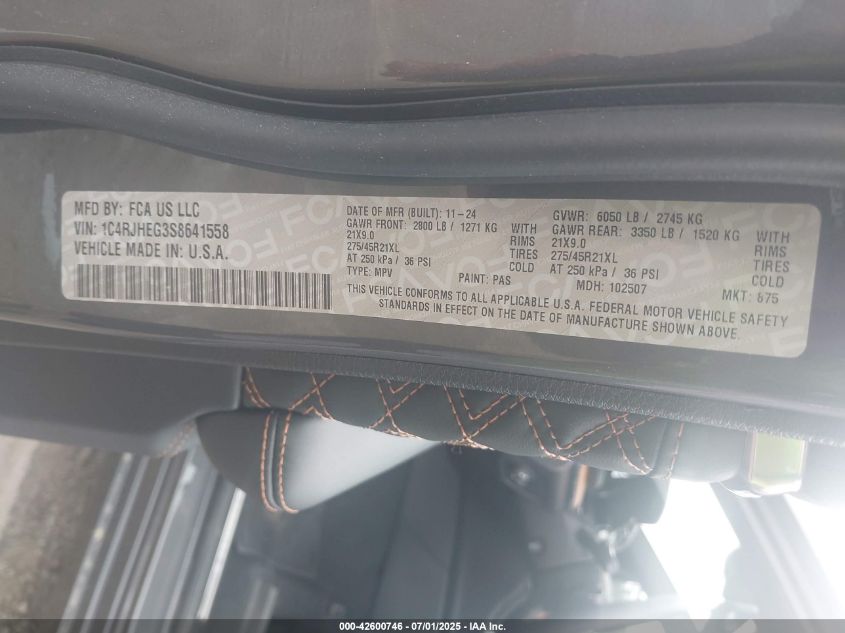 MFD BY: FCA US LLC
VIN: 1C4RJHEG3S8641558
VEHICLE MADE IN: U.S.A.
DATE OF MFR (BUILT): 11-24
GAWR FRONT: 2800 LB / 1271 KG WITH
21X9.0 RIMS
275/45R21XL TIRES
AT 250 kPa / 36 PSI COLD
TYPE: MPV PAINT: PAS
GVWR: 6050 LB / 2745 KG
GAWR REAR: 3350 LB / 1520 KG WITH
21X9.0 RIMS
275/45R21XL TIRES
AT 250 kPa / 36 PSI COLD
MDH: 102507 MKT: 675
THIS VEHICLE CONFORMS TO ALL APPLICABLE U.S.A. FEDERAL MOTOR VEHICLE SAFETY
STANDARDS IN EFFECT ON THE DATE OF MANUFACTURE SHOWN ABOVE.
000-42600746 - 07/01/2025 - IAA Inc.